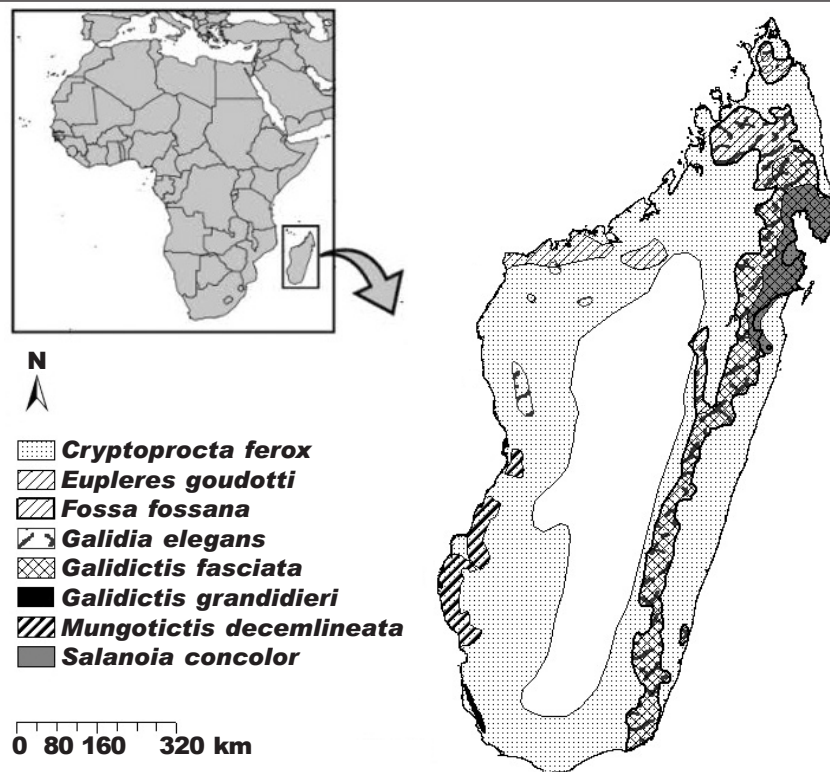 N
Cryptoprocta ferox
Eupleres goudotti
Fossa fossana
Galidia elegans
Galidictis fasciata
Galidictis grandidieri
Mungotictis decemlineata
Salanoia concolor
0 80 160 320 km